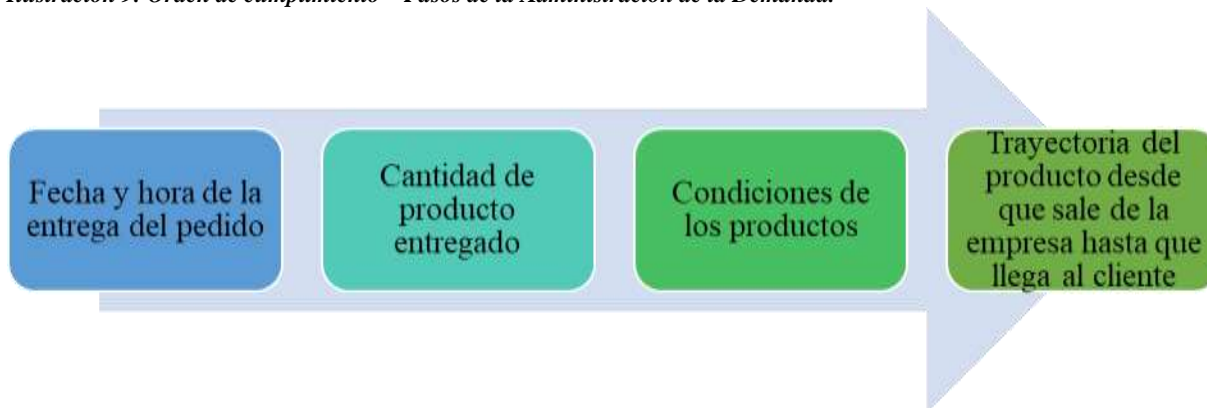 Ilustración 9: Orden de cumplimiento – Pasos de la Administración de la Demanda.
Fecha y hora de la
entrega del pedido
Cantidad de
producto
entregado
Condiciones de
los productos
Trayectoria del
producto desde
que sale de la
empresa hasta que
llega al cliente